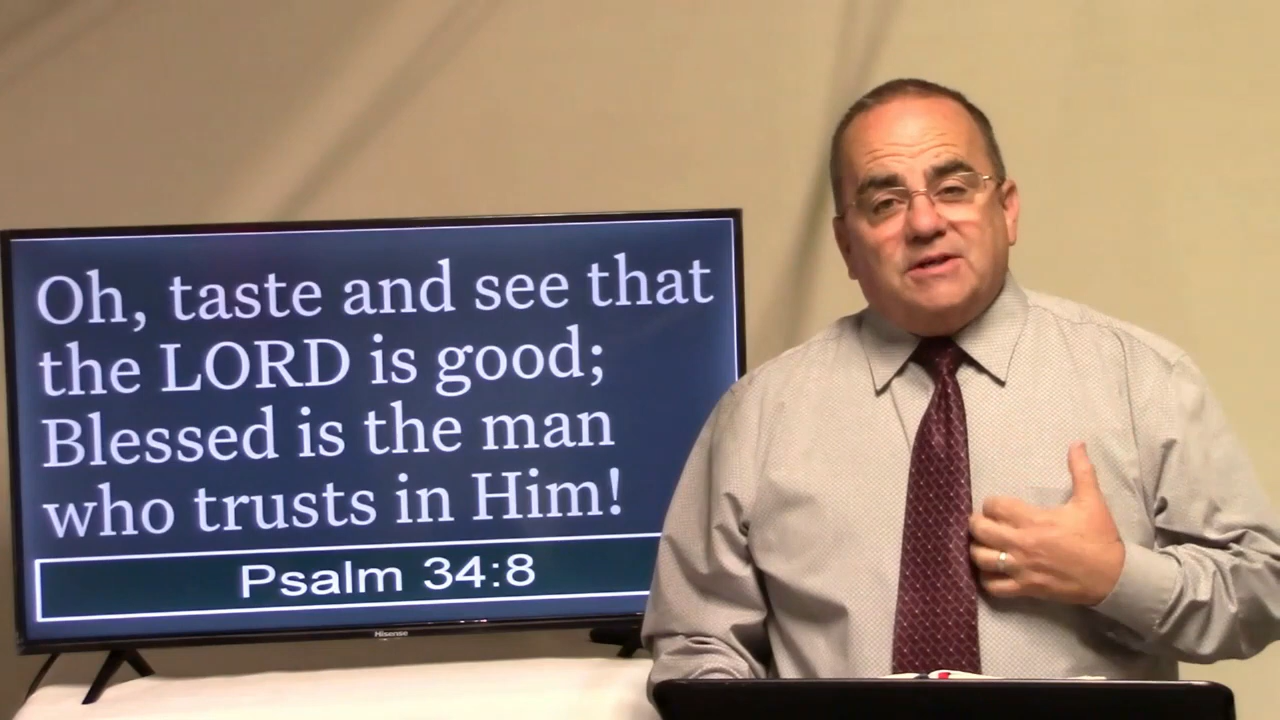 Oh, taste and see that
the LORD is good;
Blessed is the man
who trusts in Him!
Psalm 34:8
Hisense